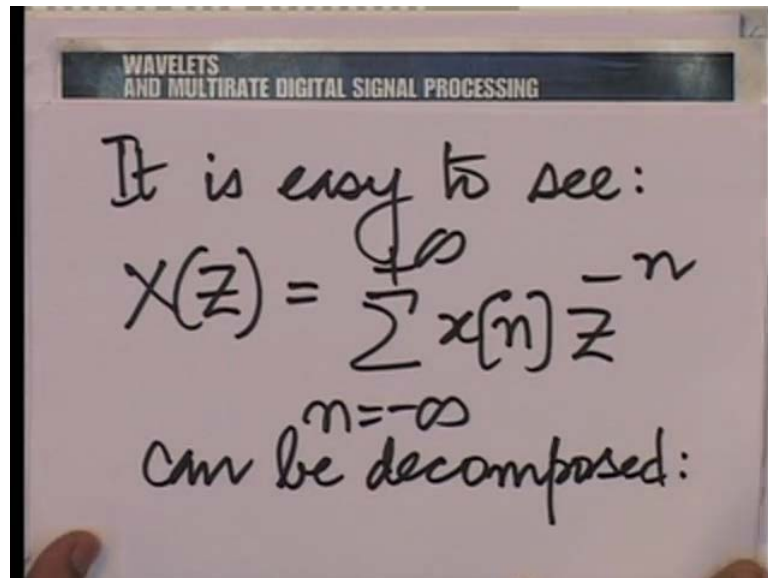 WAVELETS
AND MULTIRATE DIGITAL SIGNAL PROCESSING
It is easy to see:
+∞
X(Z) = Σ x[n] Z^{-n}
n=-∞
can be decomposed: